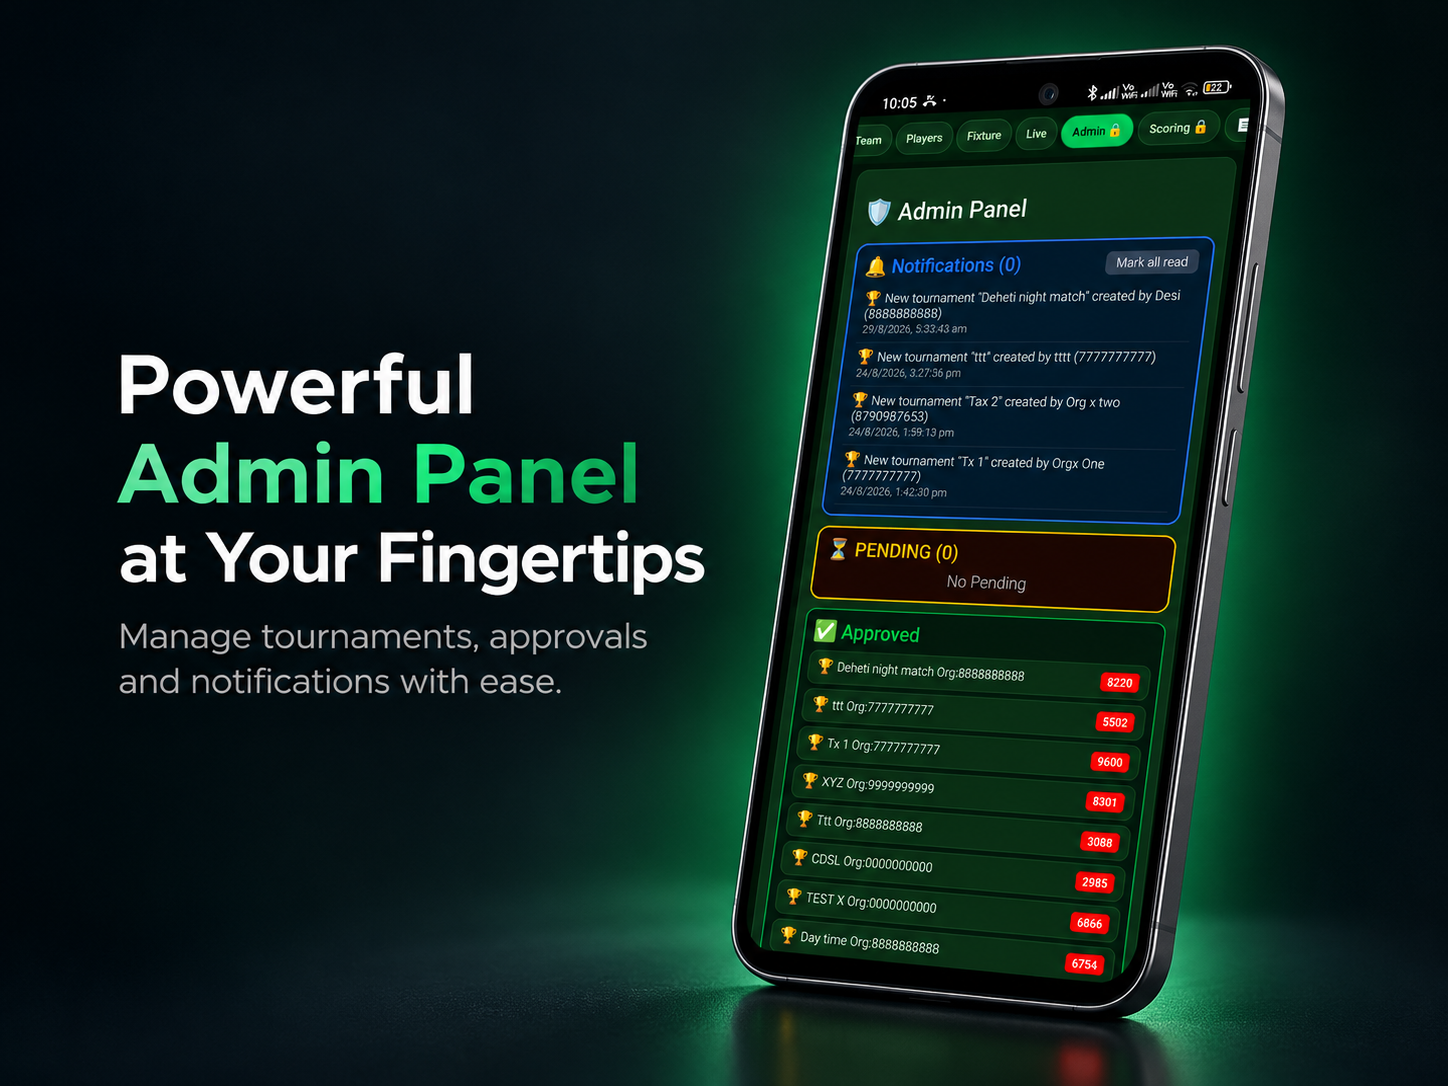 Powerful
Admin Panel
at Your Fingertips
Manage tournaments, approvals
and notifications with ease.
10:05
Vo WiFi Vo WiFi 22
Team Players Fixture Live Admin Scoring
Admin Panel
Notifications (0) Mark all read
New tournament "Deheti night match" created by Desi
(8888888888)
29/8/2026, 5:33:43 am
New tournament "ttt" created by tttt (7777777777)
24/8/2026, 3:27:36 pm
New tournament "Tax 2" created by Org x two
(8790987653)
24/8/2026, 1:59:13 pm
New tournament "Tx 1" created by Orgx One
(7777777777)
24/8/2026, 1:42:30 pm
PENDING (0)
No Pending
Approved
Deheti night match Org:8888888888 8220
ttt Org:7777777777 5502
Tx 1 Org:7777777777 9600
XYZ Org:9999999999 8301
Ttt Org:8888888888 3088
CDSL Org:0000000000 2985
TEST X Org:0000000000 6866
Day time Org:8888888888 6754